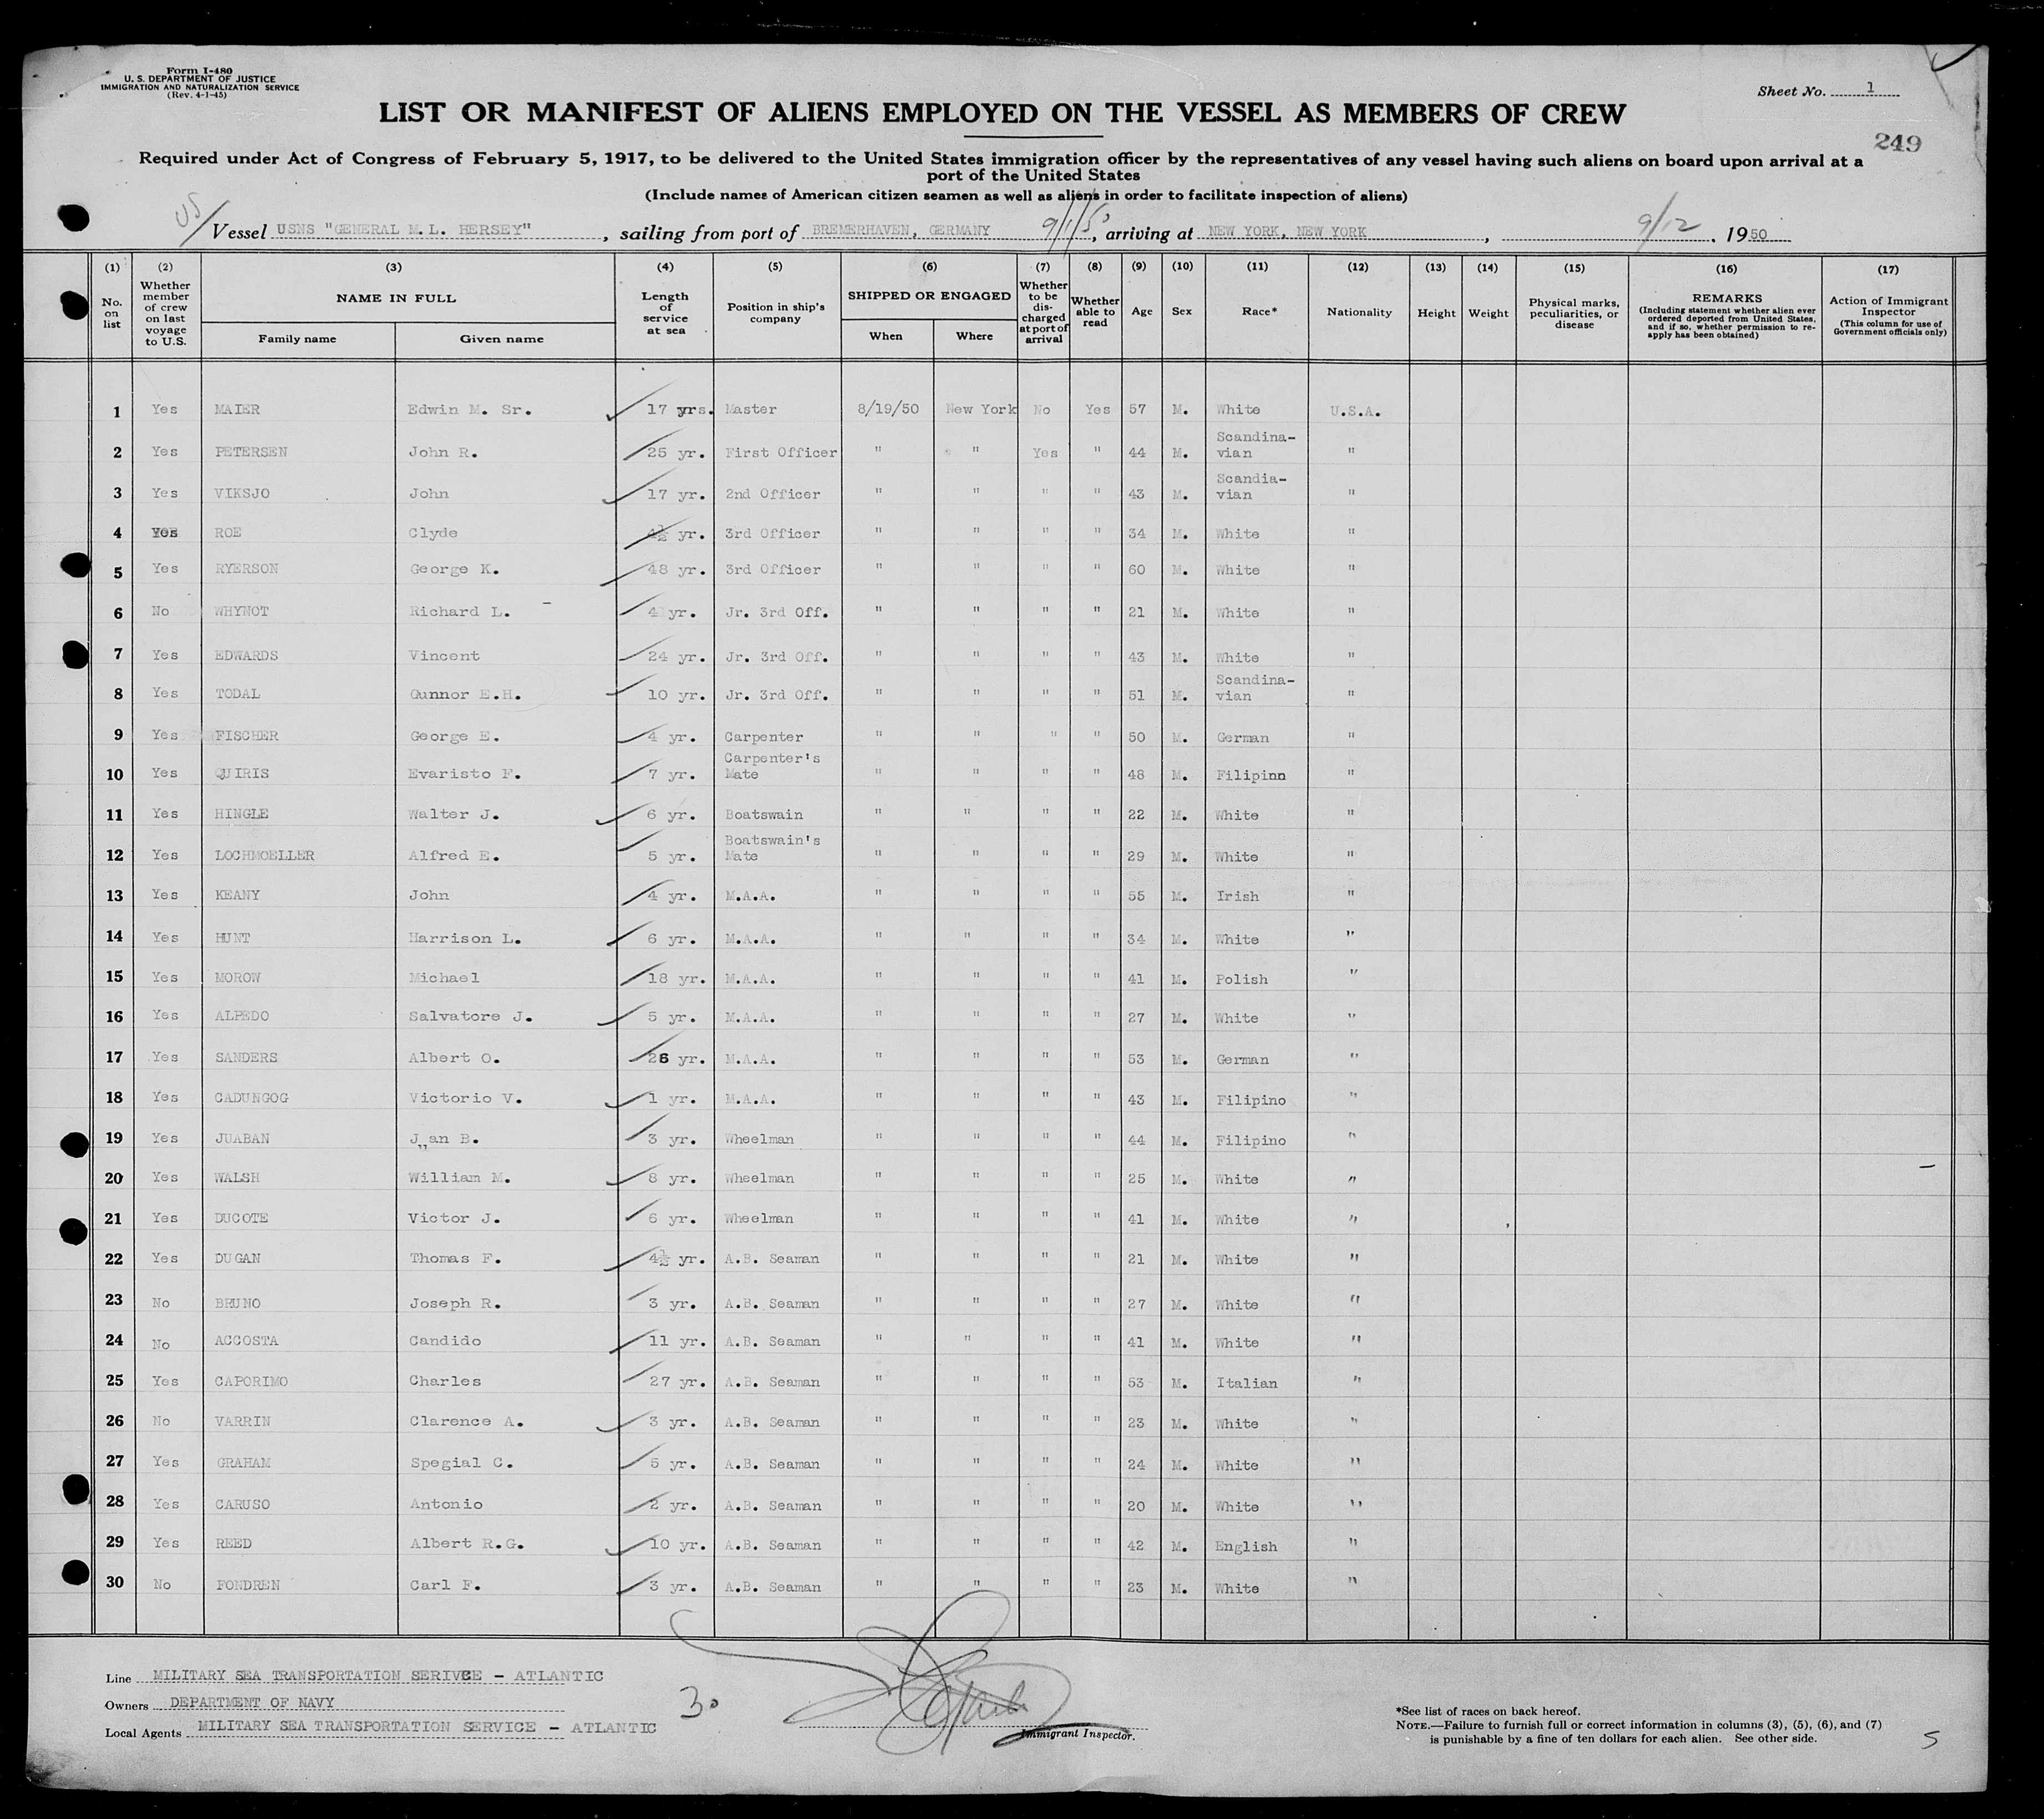 Form I-480
U. S. DEPARTMENT OF JUSTICE
IMMIGRATION AND NATURALIZATION SERVICE
(Rev. 4-1-45)
Sheet No. 1
LIST OR MANIFEST OF ALIENS EMPLOYED ON THE VESSEL AS MEMBERS OF CREW
249
Required under Act of Congress of February 5, 1917, to be delivered to the United States immigration officer by the representatives of any vessel having such aliens on board upon arrival at a
port of the United States
(Include names of American citizen seamen as well as aliens in order to facilitate inspection of aliens)
US/ Vessel USNS "GENERAL M. L. HERSEY", sailing from port of BREMERHAVEN, GERMANY 9/1/5, arriving at NEW YORK, NEW YORK, 9/12, 1950
(1) (2) (3) (4) (5) (6) (7) (8) (9) (10) (11) (12) (13) (14) (15) (16) (17)
No. on list
Whether member of crew on last voyage to U.S.
NAME IN FULL
Family name
Given name
Length of service at sea
Position in ship's company
SHIPPED OR ENGAGED
When
Where
Whether to be discharged at port of arrival
Whether able to read
Age
Sex
Race*
Nationality
Height
Weight
Physical marks, peculiarities, or disease
REMARKS
(Including statement whether alien ever ordered deported from United States, and if so, whether permission to re-apply has been obtained)
Action of Immigrant Inspector
(This column for use of Government officials only)
1 Yes MAIER Edwin M. Sr. 17 yrs. Master 8/19/50 New York No Yes 57 M. White U.S.A.
2 Yes PETERSEN John R. 25 yr. First Officer " " Yes " 44 M. Scandina-vian "
3 Yes VIKSJO John 17 yr. 2nd Officer " " " " 43 M. Scandia-vian "
4 Yes ROE Clyde 4½ yr. 3rd Officer " " " " 34 M. White "
5 Yes RYERSON George K. 48 yr. 3rd Officer " " " " 60 M. White "
6 No WHYNOT Richard L. 4 yr. Jr. 3rd Off. " " " " 21 M. White "
7 Yes EDWARDS Vincent 24 yr. Jr. 3rd Off. " " " " 43 M. White "
8 Yes TODAL Gunnor E.H. 10 yr. Jr. 3rd Off. " " " " 51 M. Scandina-vian "
9 Yes FISCHER George E. 4 yr. Carpenter " " " " 50 M. German "
10 Yes QUIRIS Evaristo F. 7 yr. Carpenter's Mate " " " " 48 M. Filipinn "
11 Yes HINGLE Walter J. 6 yr. Boatswain " " " " 22 M. White "
12 Yes LOCHMOELLER Alfred E. 5 yr. Boatswain's Mate " " " " 29 M. White "
13 Yes KEANY John 4 yr. M.A.A. " " " " 55 M. Irish "
14 Yes HUNT Harrison L. 6 yr. M.A.A. " " " " 34 M. White "
15 Yes MOROW Michael 18 yr. M.A.A. " " " " 41 M. Polish "
16 Yes ALPEDO Salvatore J. 5 yr. M.A.A. " " " " 27 M. White "
17 Yes SANDERS Albert O. 26 yr. M.A.A. " " " " 53 M. German "
18 Yes CADUNGOG Victorio V. 1 yr. M.A.A. " " " " 43 M. Filipino "
19 Yes JUABAN J an B. 3 yr. Wheelman " " " " 44 M. Filipino "
20 Yes WALSH William M. 8 yr. Wheelman " " " " 25 M. White "
21 Yes DUCOTE Victor J. 6 yr. Wheelman " " " " 41 M. White "
22 Yes DUGAN Thomas F. 4½ yr. A.B. Seaman " " " " 21 M. White "
23 No BRUNO Joseph R. 3 yr. A.B. Seaman " " " " 27 M. White "
24 No ACCOSTA Candido 11 yr. A.B. Seaman " " " " 41 M. White "
25 Yes CAPORIMO Charles 27 yr. A.B. Seaman " " " " 53 M. Italian "
26 No VARRIN Clarence A. 3 yr. A.B. Seaman " " " " 23 M. White "
27 Yes GRAHAM Spegial C. 5 yr. A.B. Seaman " " " " 24 M. White "
28 Yes CARUSO Antonio 2 yr. A.B. Seaman " " " " 20 M. White "
29 Yes REED Albert R.G. 10 yr. A.B. Seaman " " " " 42 M. English "
30 No FONDREN Carl F. 3 yr. A.B. Seaman " " " " 23 M. White "
Line MILITARY SEA TRANSPORTATION SERIVCE - ATLANTIC
Owners DEPARTMENT OF NAVY
Local Agents MILITARY SEA TRANSPORTATION SERVICE - ATLANTIC
30
Immigrant Inspector.
*See list of races on back hereof.
NOTE.—Failure to furnish full or correct information in columns (3), (5), (6), and (7)
is punishable by a fine of ten dollars for each alien. See other side.
5